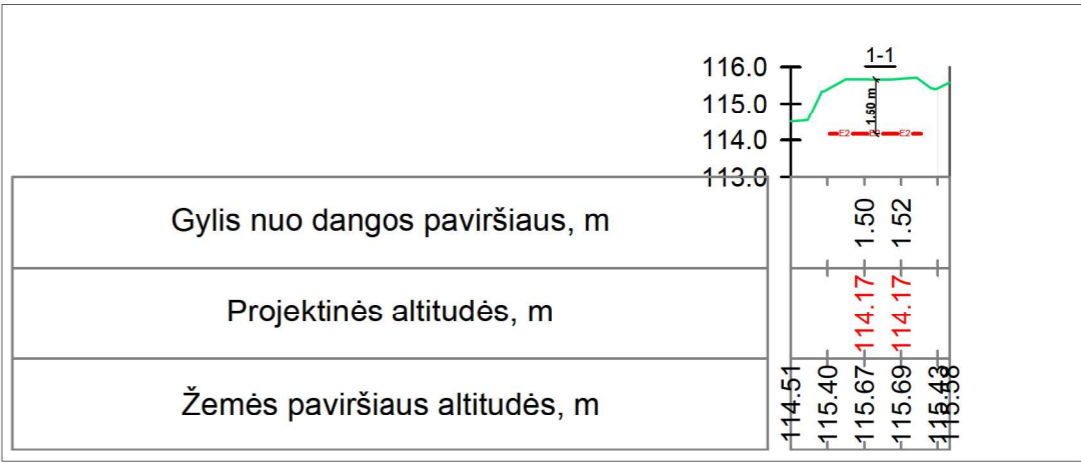 1-1
116.0
115.0
114.0
113.0
1.50 m
E2 E2 E2
Gylis nuo dangos paviršiaus, m
1.50 1.52
Projektinės altitudės, m
114.17 114.17
Žemės paviršiaus altitudės, m
114.51 115.40 115.67 115.69 115.43 115.58